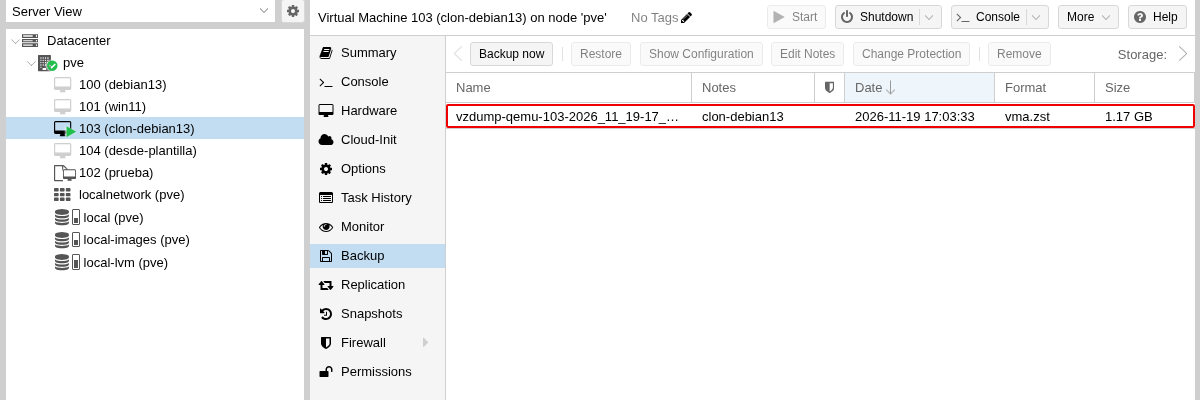 Server View
Datacenter
pve
100 (debian13)
101 (win11)
103 (clon-debian13)
104 (desde-plantilla)
102 (prueba)
localnetwork (pve)
local (pve)
local-images (pve)
local-lvm (pve)
Virtual Machine 103 (clon-debian13) on node 'pve' No Tags Start Shutdown Console More Help
Summary
Console
Hardware
Cloud-Init
Options
Task History
Monitor
Backup
Replication
Snapshots
Firewall
Permissions
Backup now Restore Show Configuration Edit Notes Change Protection Remove Storage:
Name Notes Date Format Size
vzdump-qemu-103-2026_11_19-17_... clon-debian13 2026-11-19 17:03:33 vma.zst 1.17 GB